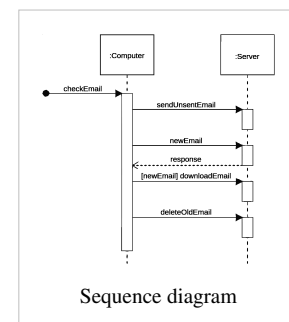 :Computer
:Server
checkEmail
sendUnsentEmail
newEmail
response
[newEmail] downloadEmail
deleteOldEmail
Sequence diagram